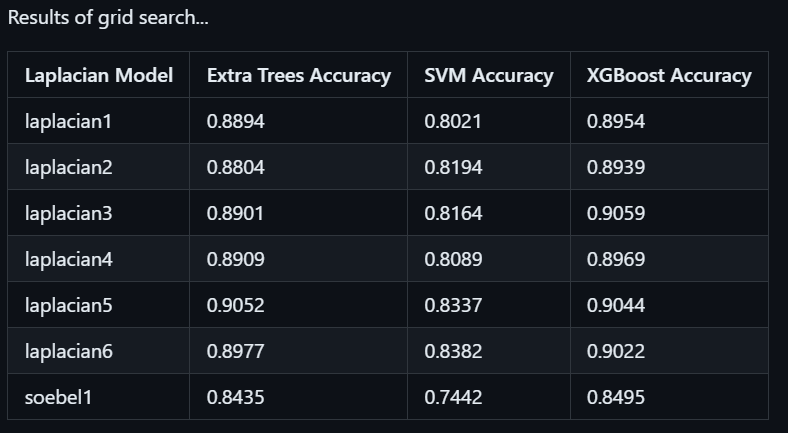 Results of grid search...
Laplacian Model Extra Trees Accuracy SVM Accuracy XGBoost Accuracy
laplacian1 0.8894 0.8021 0.8954
laplacian2 0.8804 0.8194 0.8939
laplacian3 0.8901 0.8164 0.9059
laplacian4 0.8909 0.8089 0.8969
laplacian5 0.9052 0.8337 0.9044
laplacian6 0.8977 0.8382 0.9022
soebel1 0.8435 0.7442 0.8495